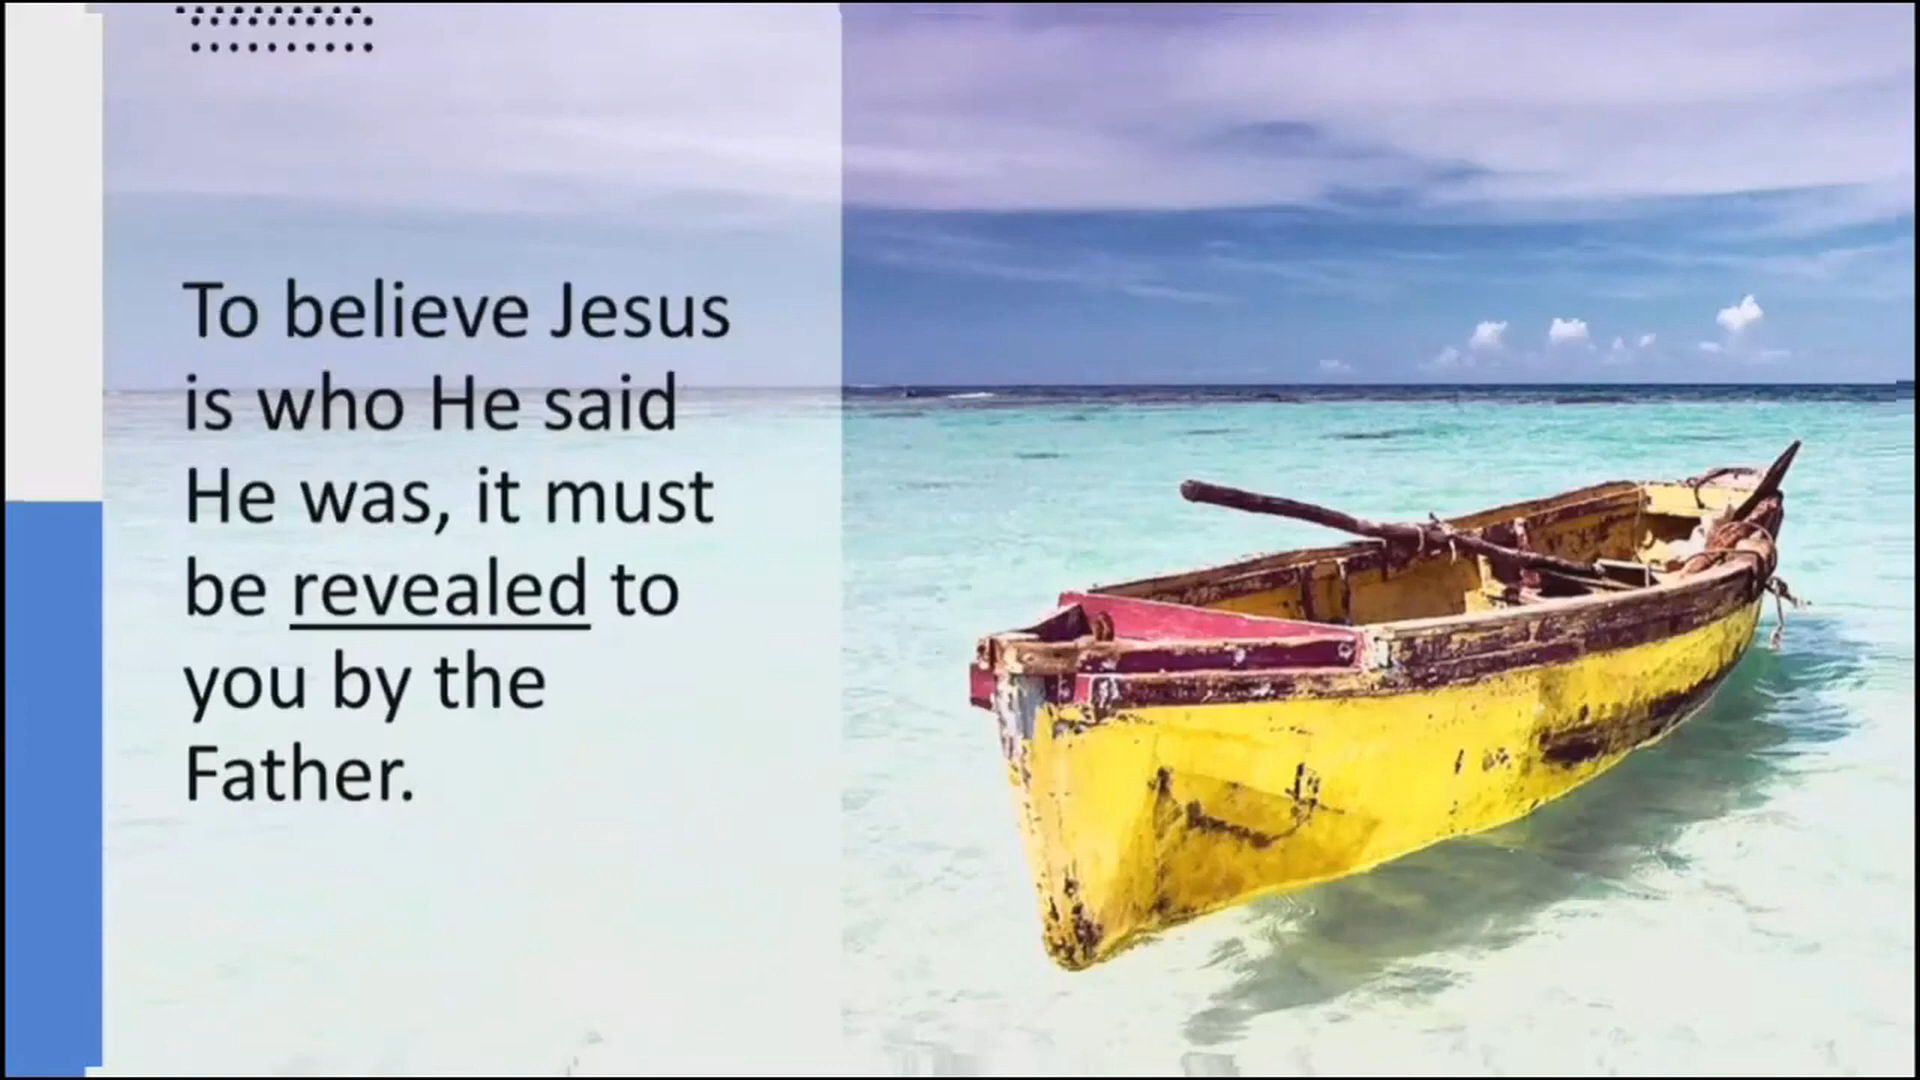 To believe Jesus
is who He said
He was, it must
be revealed to
you by the
Father.